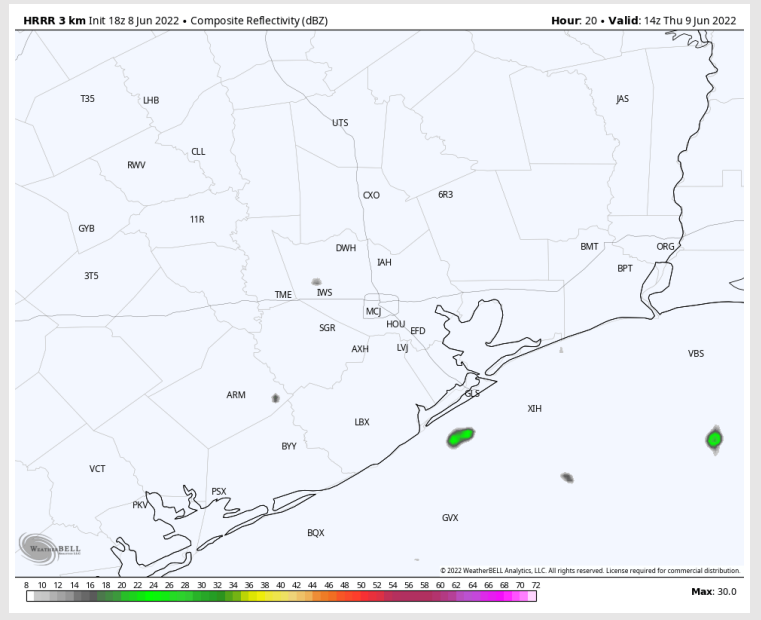 HRRR 3 km Init 18z 8 Jun 2022 • Composite Reflectivity (dBZ)
Hour: 20 • Valid: 14z Thu 9 Jun 2022
T35
LHB
JAS
UTS
CLL
RWV
CXO
6R3
11R
GYB
DWH
BMT
ORG
IAH
BPT
3T5
TME
IWS
MCJ
SGR
HOU
EFD
AXH
LVJ
VBS
ARM
GLS
XIH
LBX
BYY
VCT
PSX
PKV
GVX
BQX
WeatherBELL
© 2022 WeatherBELL Analytics, LLC. All rights reserved. License required for commercial distribution.
8 10 12 14 16 18 20 22 24 26 28 30 32 34 36 38 40 42 44 46 48 50 52 54 56 58 60 62 64 66 68 70 72
Max: 30.0